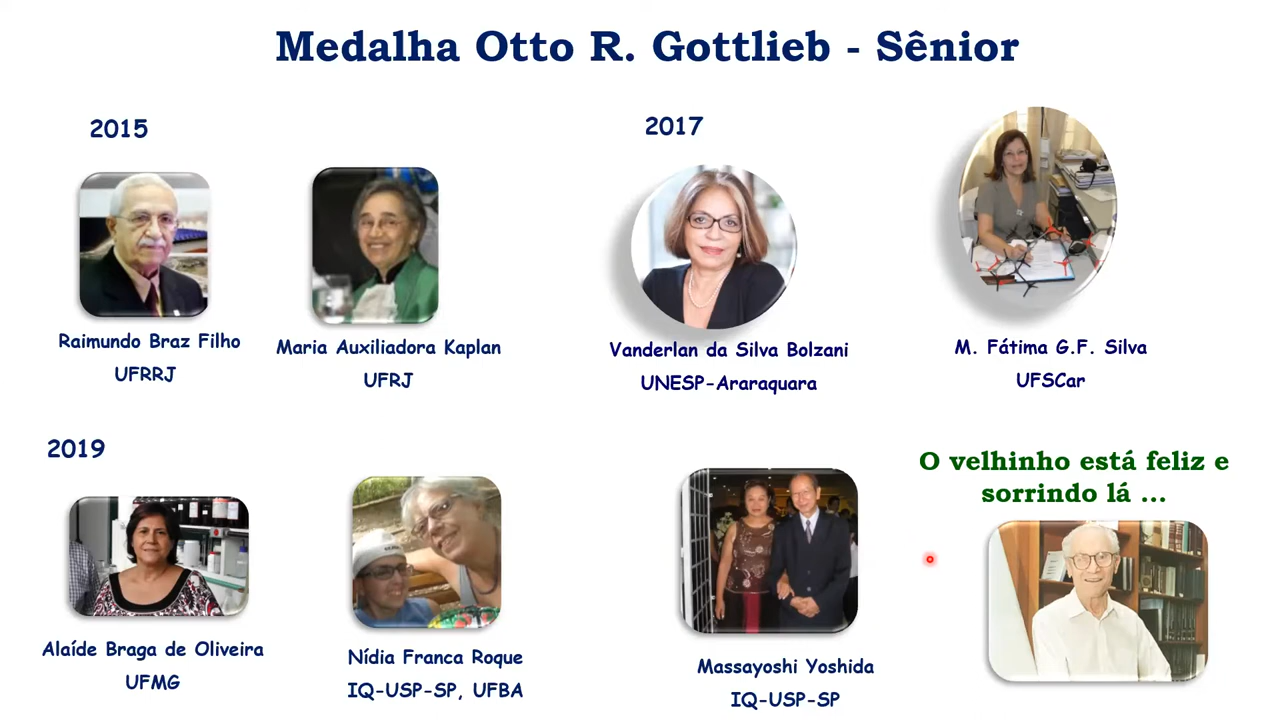 Medalha Otto R. Gottlieb - Sênior
2015
2017
Raimundo Braz Filho
UFRRJ
Maria Auxiliadora Kaplan
UFRJ
Vanderlan da Silva Bolzani
UNESP-Araraquara
M. Fátima G.F. Silva
UFSCar
2019
O velhinho está feliz e
sorrindo lá ...
Alaíde Braga de Oliveira
UFMG
Nídia Franca Roque
IQ-USP-SP, UFBA
Massayoshi Yoshida
IQ-USP-SP